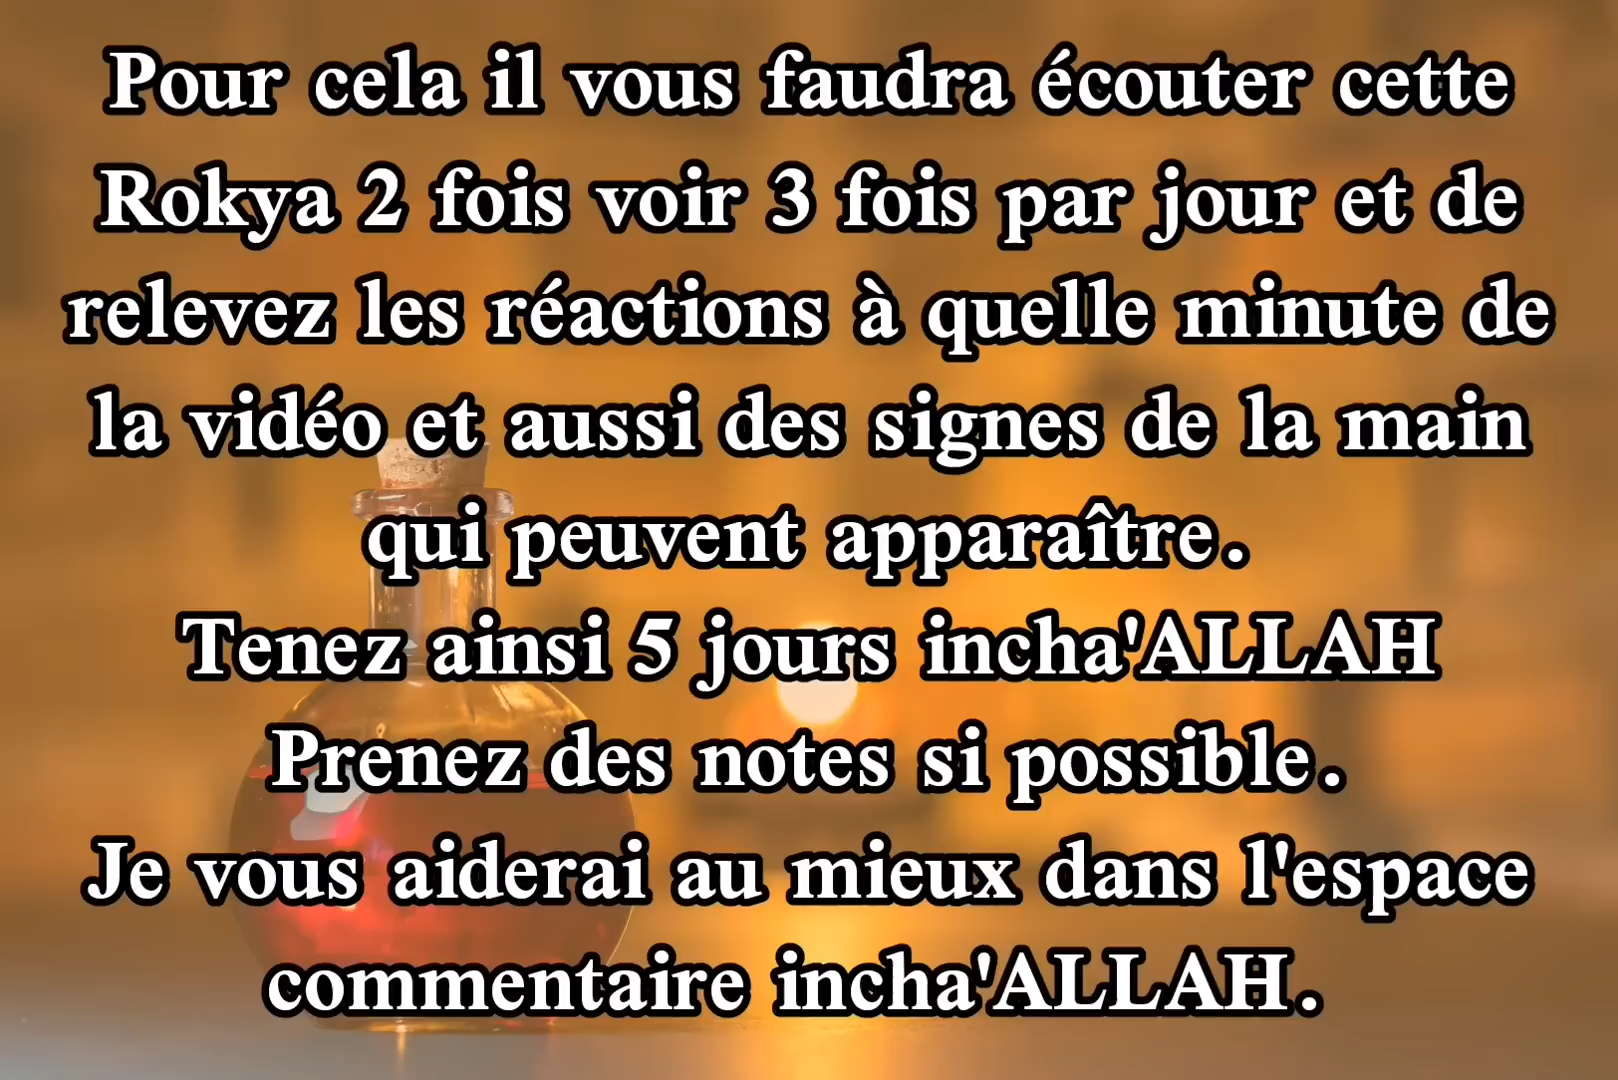 Pour cela il vous faudra écouter cette
Rokya 2 fois voir 3 fois par jour et de
relevez les réactions à quelle minute de
la vidéo et aussi des signes de la main
qui peuvent apparaître.
Tenez ainsi 5 jours incha'ALLAH
Prenez des notes si possible.
Je vous aiderai au mieux dans l'espace
commentaire incha'ALLAH.